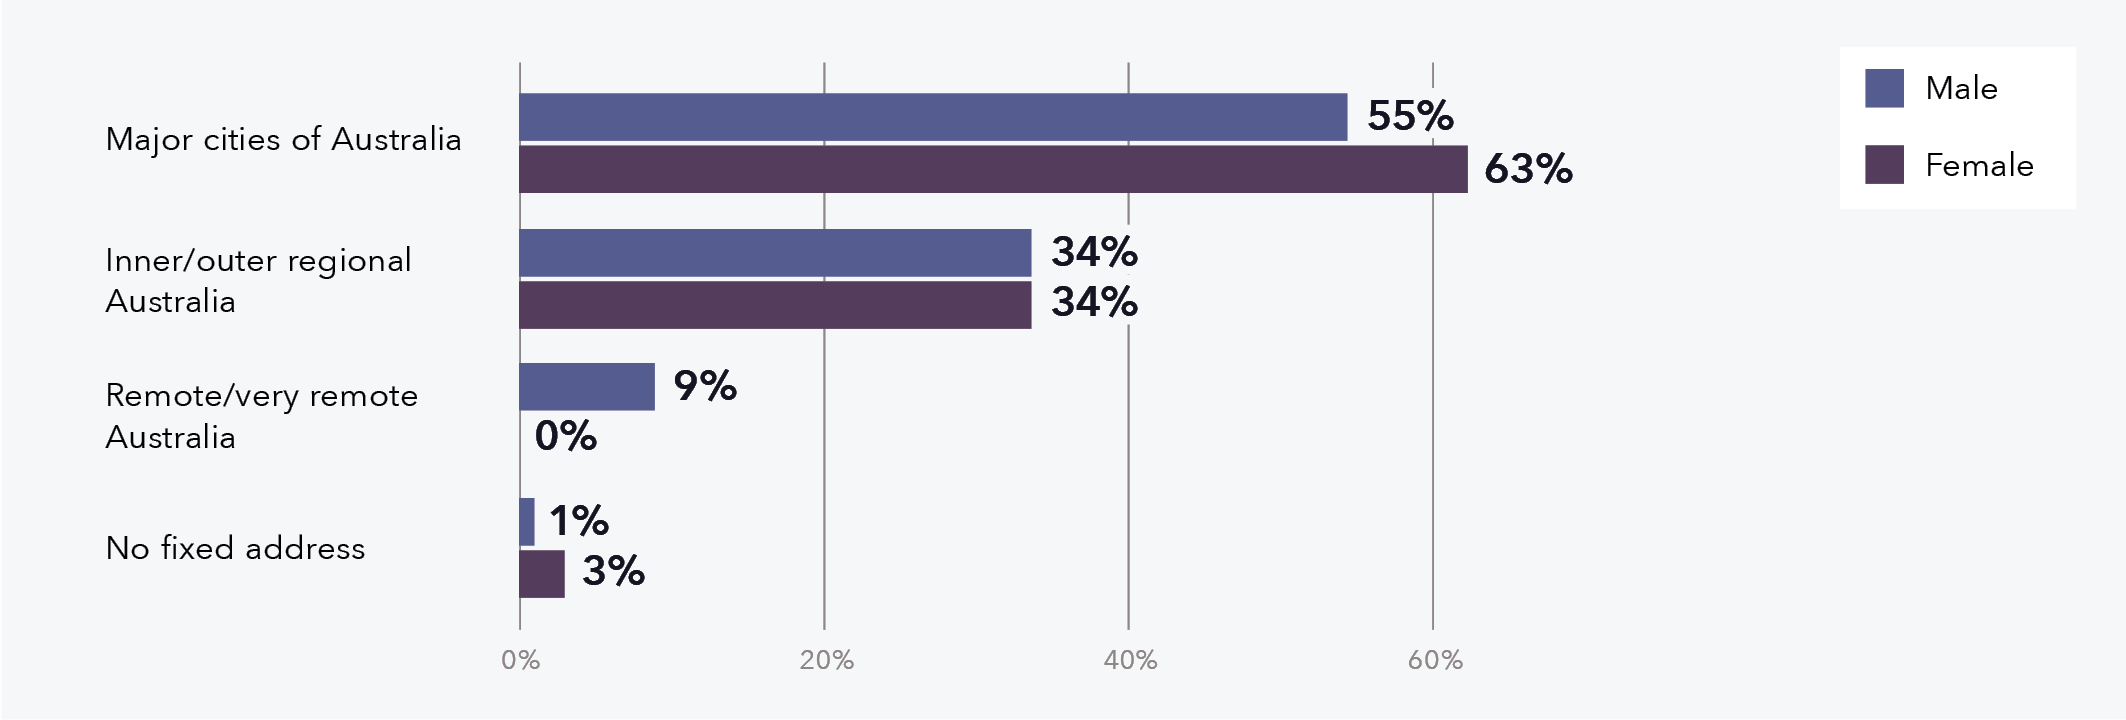 Major cities of Australia
55%
63%
Inner/outer regional
Australia
34%
34%
Remote/very remote
Australia
9%
0%
No fixed address
1%
3%
0%
20%
40%
60%
Male
Female